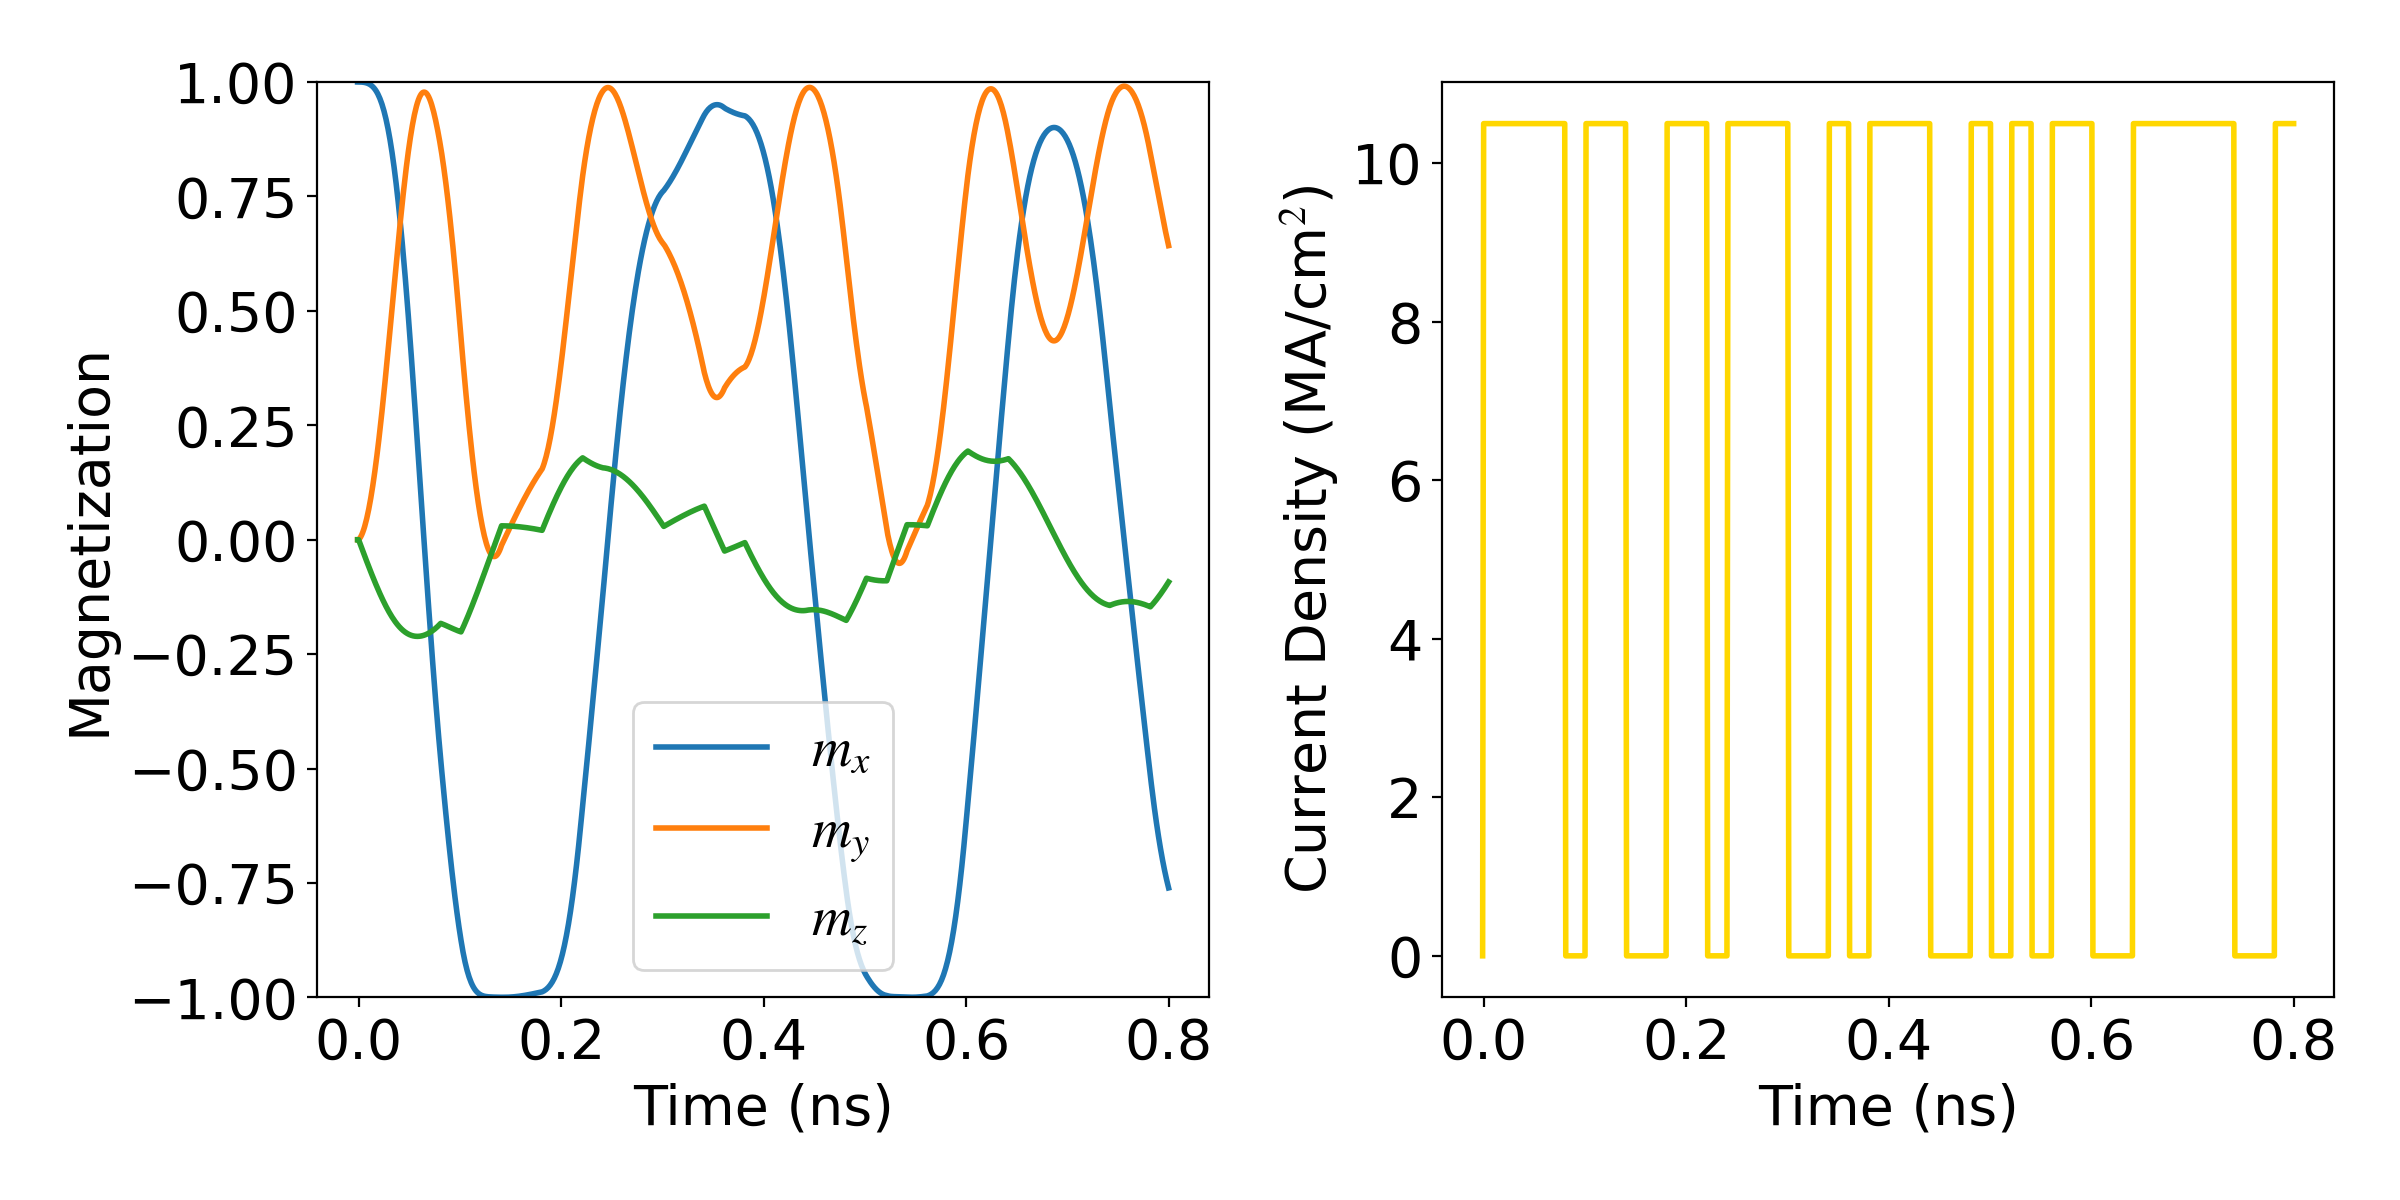 1.00
0.75
0.50
0.25
0.00
−0.25
−0.50
−0.75
−1.00
Magnetization
0.0 0.2 0.4 0.6 0.8
Time (ns)
m_x
m_y
m_z
10
8
6
4
2
0
Current Density (MA/cm²)
0.0 0.2 0.4 0.6 0.8
Time (ns)